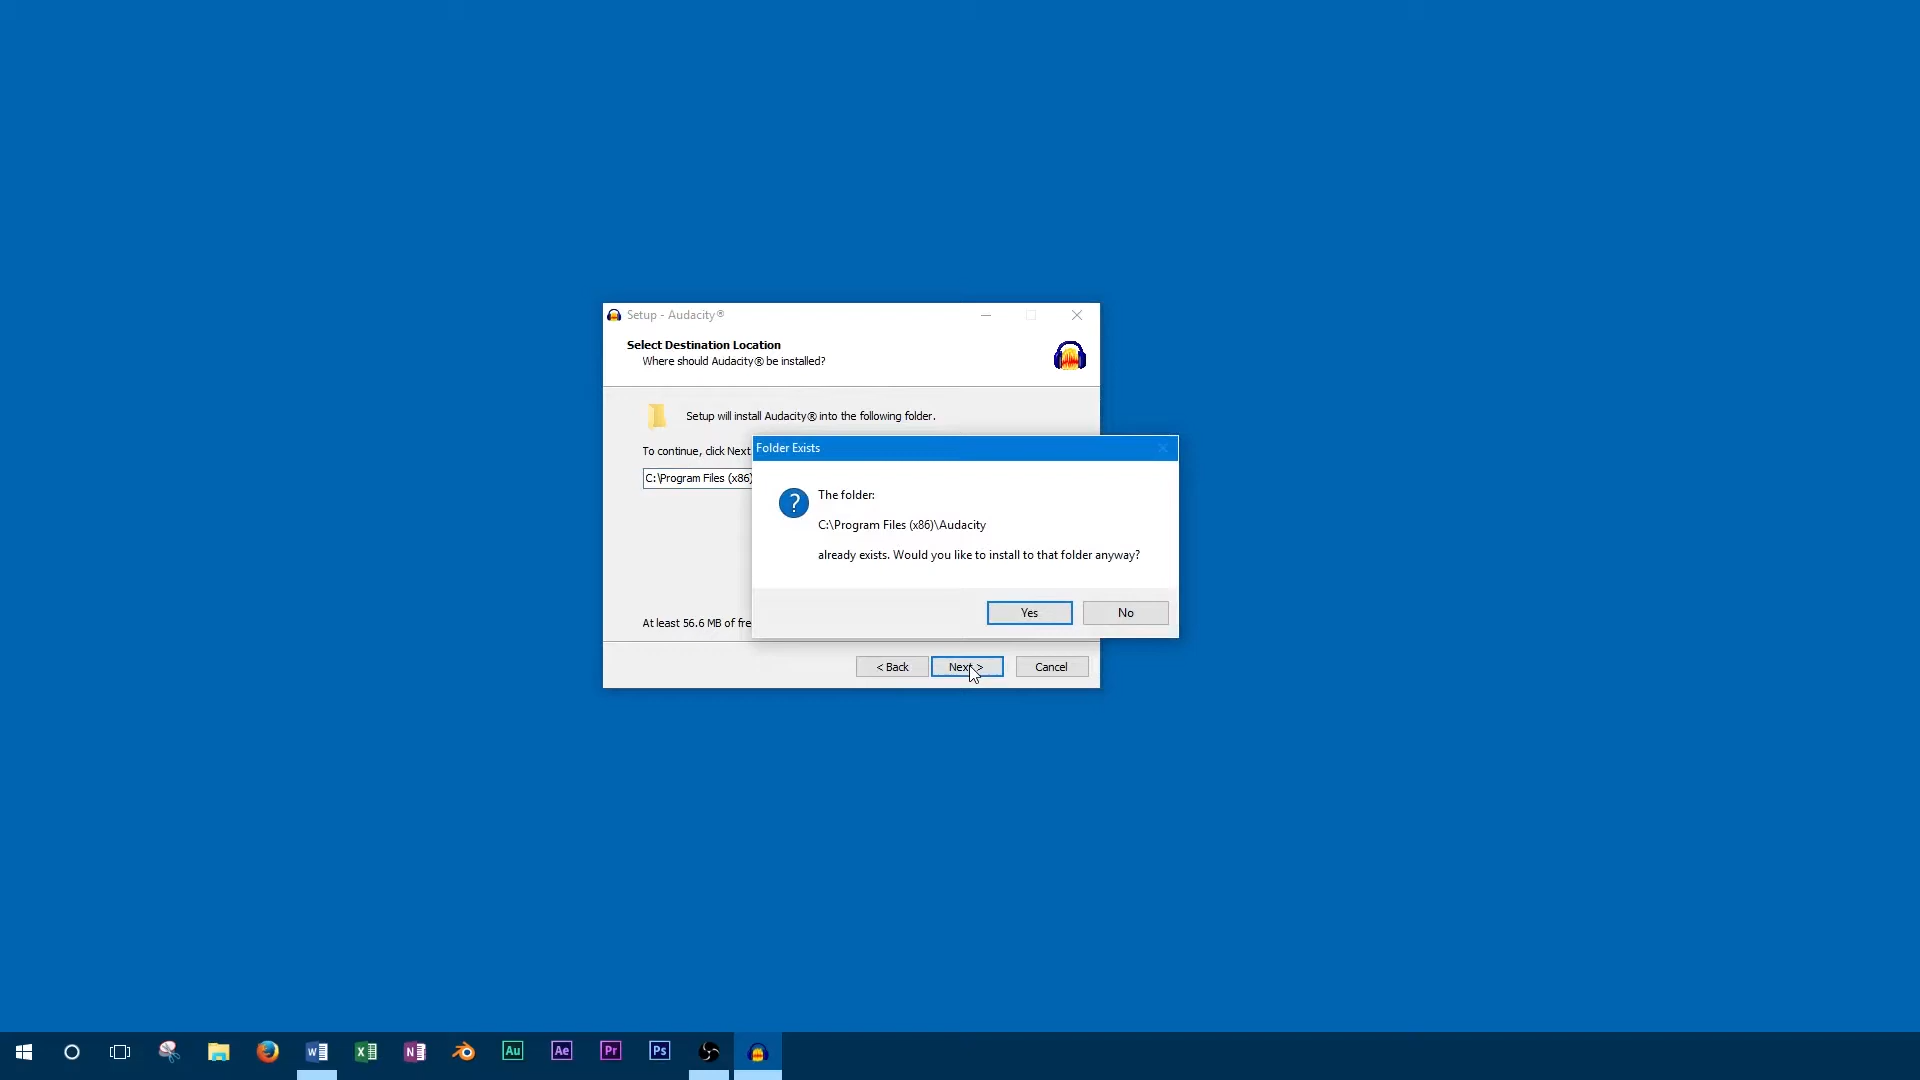 Setup - Audacity®
Select Destination Location
Where should Audacity® be installed?
Setup will install Audacity® into the following folder.
To continue, click Next
C:\Program Files (x86)
At least 56.6 MB of fre
< Back
Next >
Cancel
Folder Exists
?
The folder:
C:\Program Files (x86)\Audacity
already exists. Would you like to install to that folder anyway?
Yes
No
Au
Ae
Pr
Ps